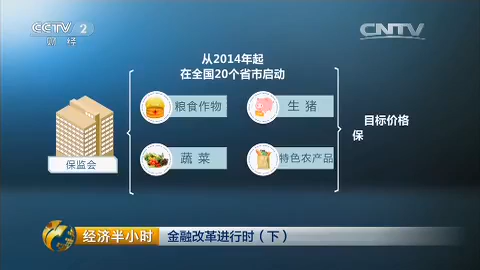 CCTV 2
财经
CNTV
从2014年起
在全国20个省市启动
粮食作物
生猪
蔬菜
特色农产品
保监会
目标价格
保
经济半小时
金融改革进行时（下）